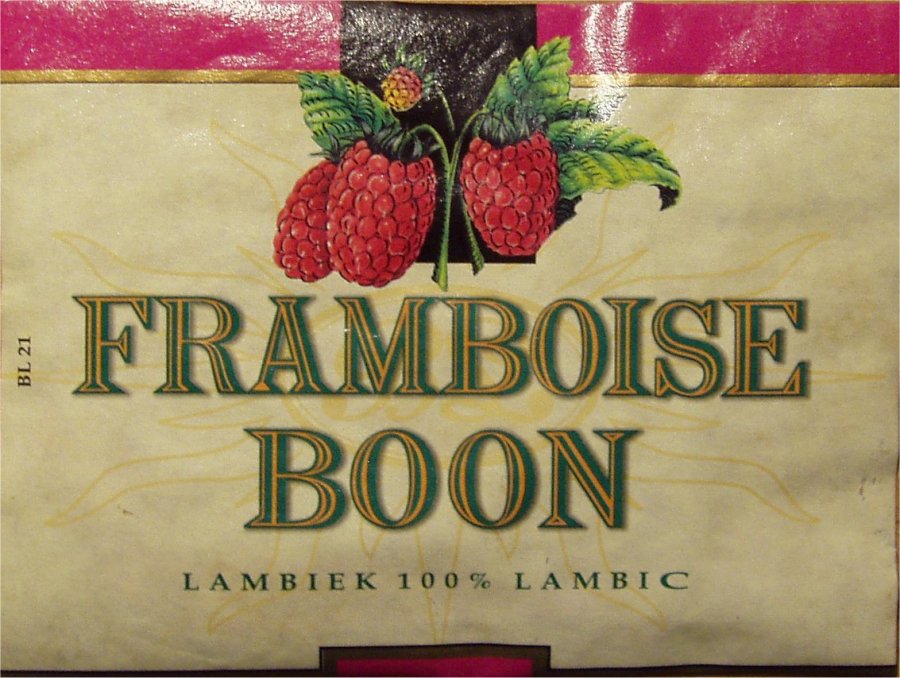 FRAMBOISE
BOON
LAMBIEK 100% LAMBIC
BL 21